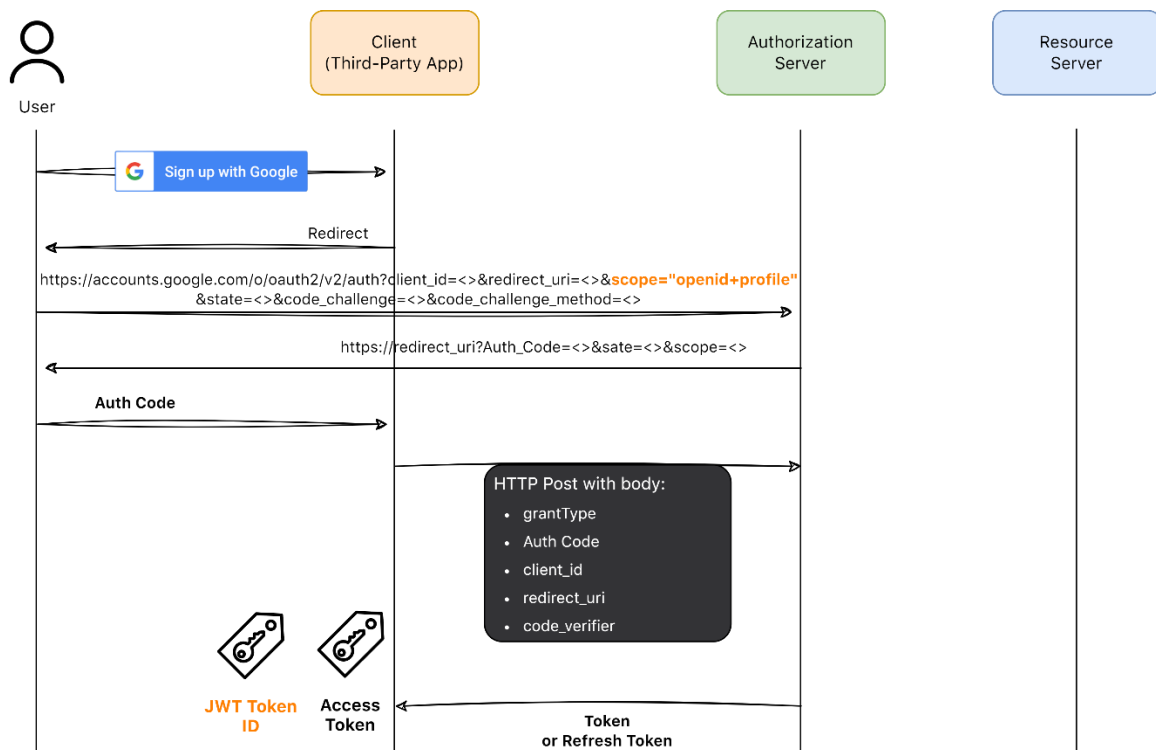 User
Client
(Third-Party App)
Authorization
Server
Resource
Server
Sign up with Google
Redirect
https://accounts.google.com/o/oauth2/v2/auth?client_id=<>&redirect_uri=<>&scope="openid+profile"
&state=<>&code_challenge=<>&code_challenge_method=<>
https://redirect_uri?Auth_Code=<>&sate=<>&scope=<>
Auth Code
HTTP Post with body:
• grantType
• Auth Code
• client_id
• redirect_uri
• code_verifier
JWT Token
ID
Access
Token
Token
or Refresh Token